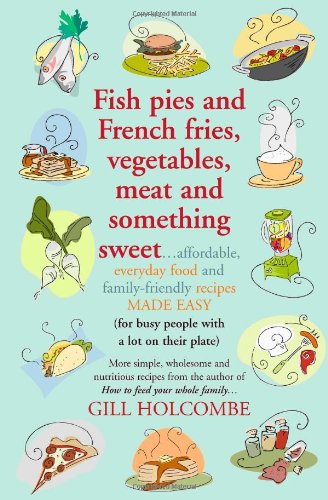 Fish pies and
French fries,
vegetables,
meat and
something
sweet...affordable,
everyday food and
family-friendly recipes
MADE EASY
(for busy people with
a lot on their plate)
More simple, wholesome and
nutritious recipes from the author of
How to feed your whole family...
GILL HOLCOMBE